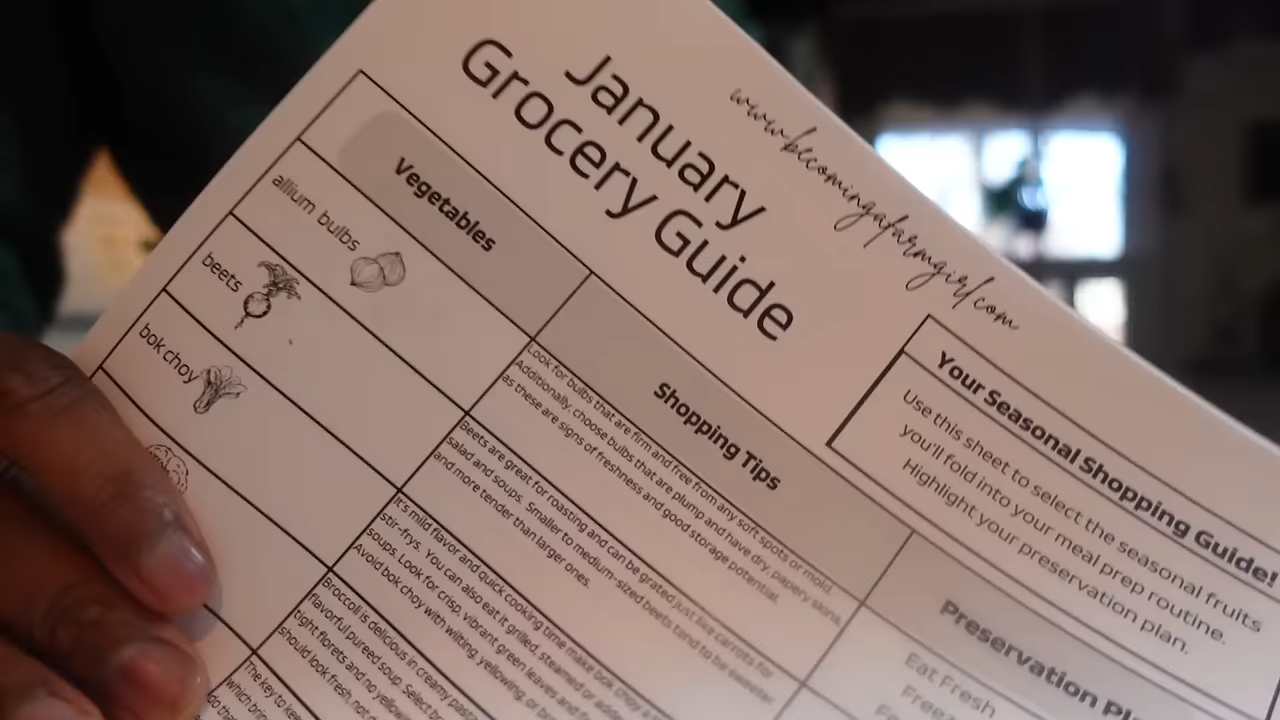 January
Grocery Guide
www.becomingafarmgirl.com
Your Seasonal Shopping Guide!
Use this sheet to select the seasonal fruits
you'll fold into your meal prep routine.
Highlight your preservation plan.
Vegetables
Shopping Tips
Preservation
allium bulbs
Look for bulbs that are firm and free from any soft spots or mold.
Additionally, choose bulbs that are plump and have dry, papery skins,
as these are signs of freshness and good storage potential.
Eat Fresh
beets
Beets are great for roasting and can be grated just like carrots for
salad and soups. Smaller to medium-sized beets tend to be sweeter
and more tender than larger ones.
bok choy
It's mild flavor and quick cooking time make bok choy a
stir-frys. You can also eat it grilled, steamed or
soups. Look for crisp, vibrant green leaves and
Avoid bok choy with wilting, yellowing, or
Broccoli is delicious in creamy
flavorful pureed soup. Select
tight florets and no
should look fresh, not
The key to
which